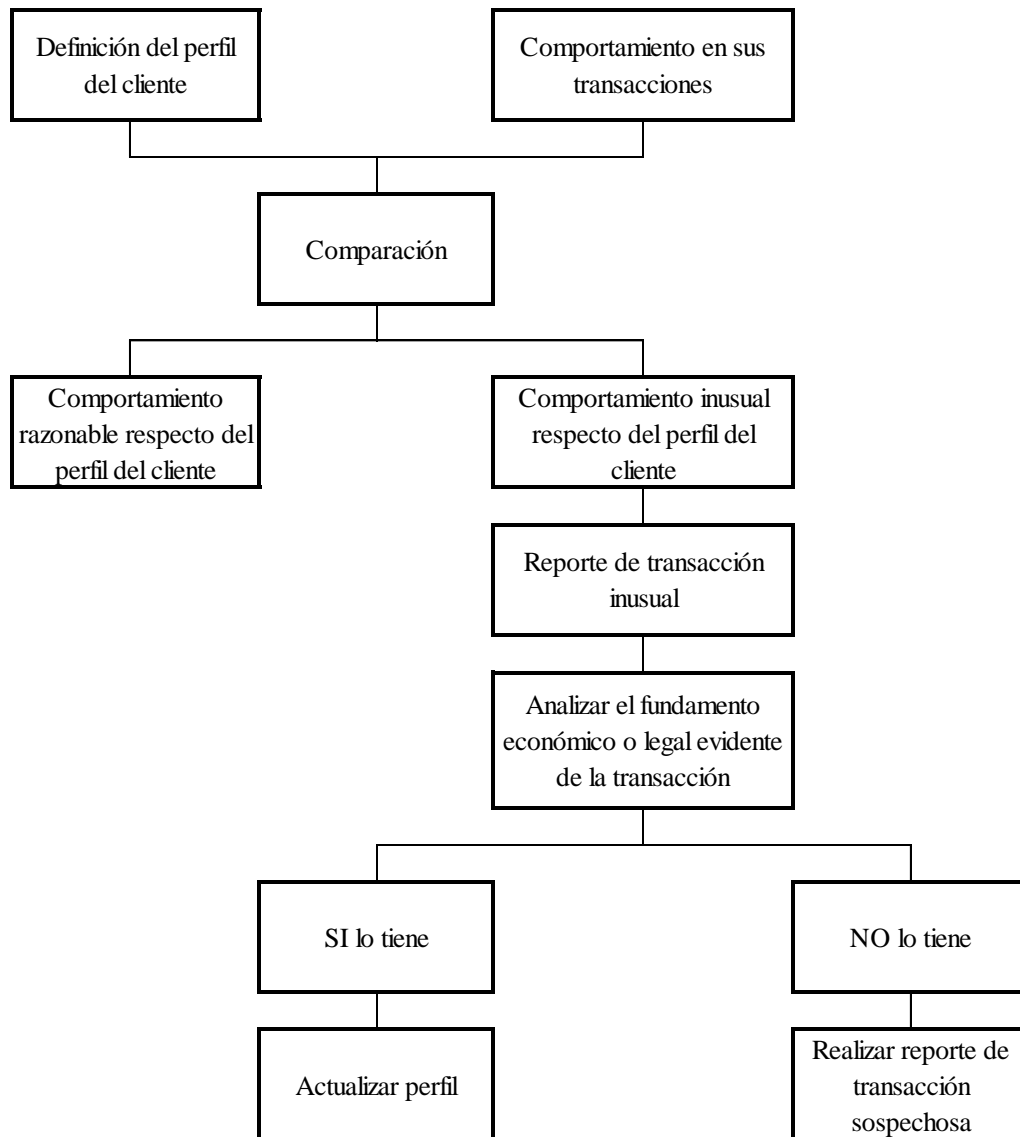 Definición del perfil
del cliente
Comportamiento en sus
transacciones
Comparación
Comportamiento
razonable respecto del
perfil del cliente
Comportamiento inusual
respecto del perfil del
cliente
Reporte de transacción
inusual
Analizar el fundamento
económico o legal evidente
de la transacción
SI lo tiene
NO lo tiene
Actualizar perfil
Realizar reporte de
transacción
sospechosa